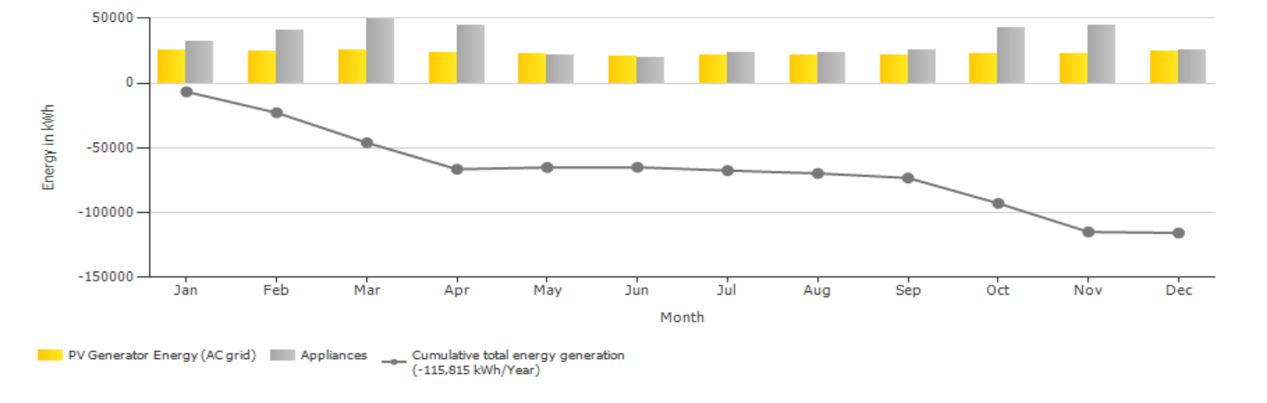 50000
0
-50000
-100000
-150000
Energy in kWh
Jan Feb Mar Apr May Jun Jul Aug Sep Oct Nov Dec
Month
PV Generator Energy (AC grid) Appliances Cumulative total energy generation
(-115,815 kWh/Year)